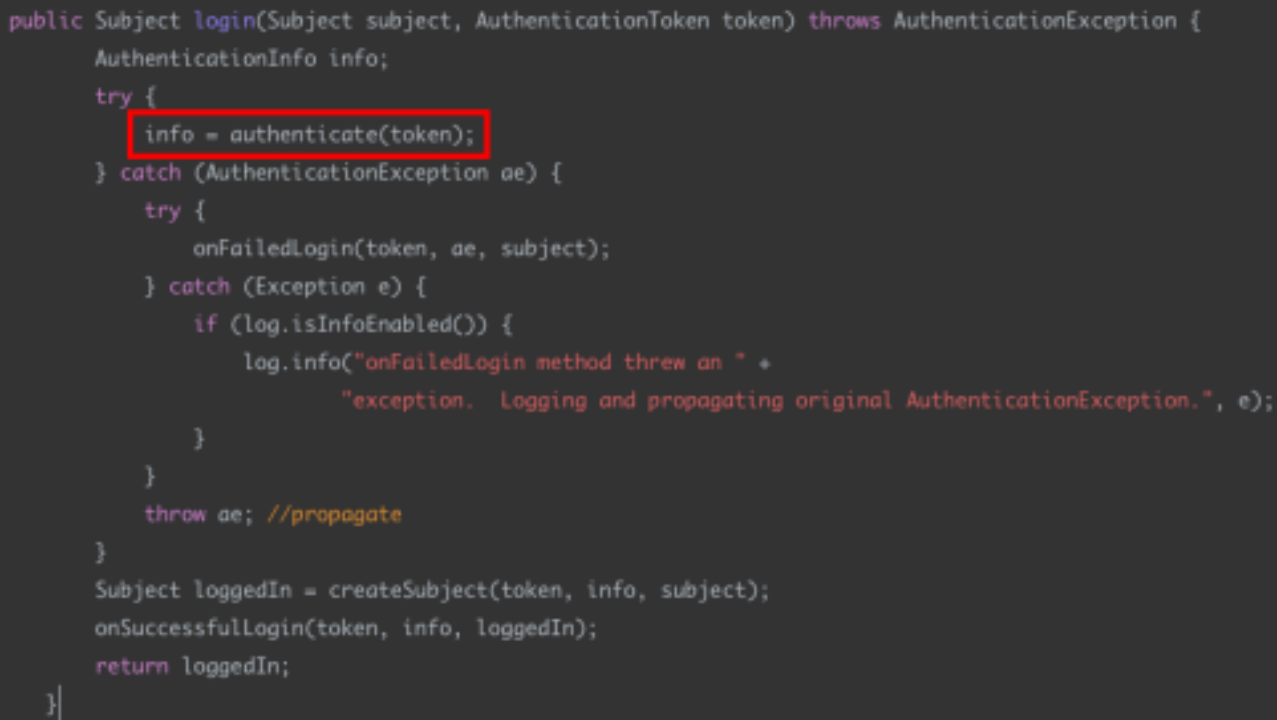 public Subject login(Subject subject, AuthenticationToken token) throws AuthenticationException {
AuthenticationInfo info;
try {
info = authenticate(token);
} catch (AuthenticationException ae) {
try {
onFailedLogin(token, ae, subject);
} catch (Exception e) {
if (log.isInfoEnabled()) {
log.info("onFailedLogin method threw an " +
"exception.  Logging and propagating original AuthenticationException.", e);
}
}
throw ae; //propagate
}
Subject loggedIn = createSubject(token, info, subject);
onSuccessfulLogin(token, info, loggedIn);
return loggedIn;
}